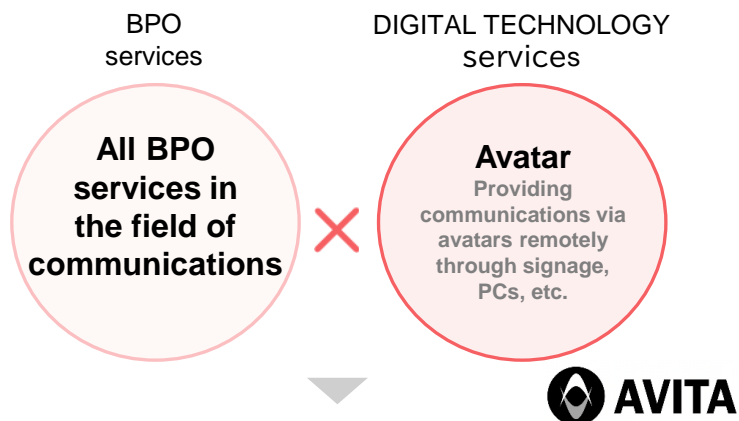 BPO
services
DIGITAL TECHNOLOGY
services
All BPO
services in
the field of
communications
Avatar
Providing
communications via
avatars remotely
through signage,
PCs, etc.
AVITA